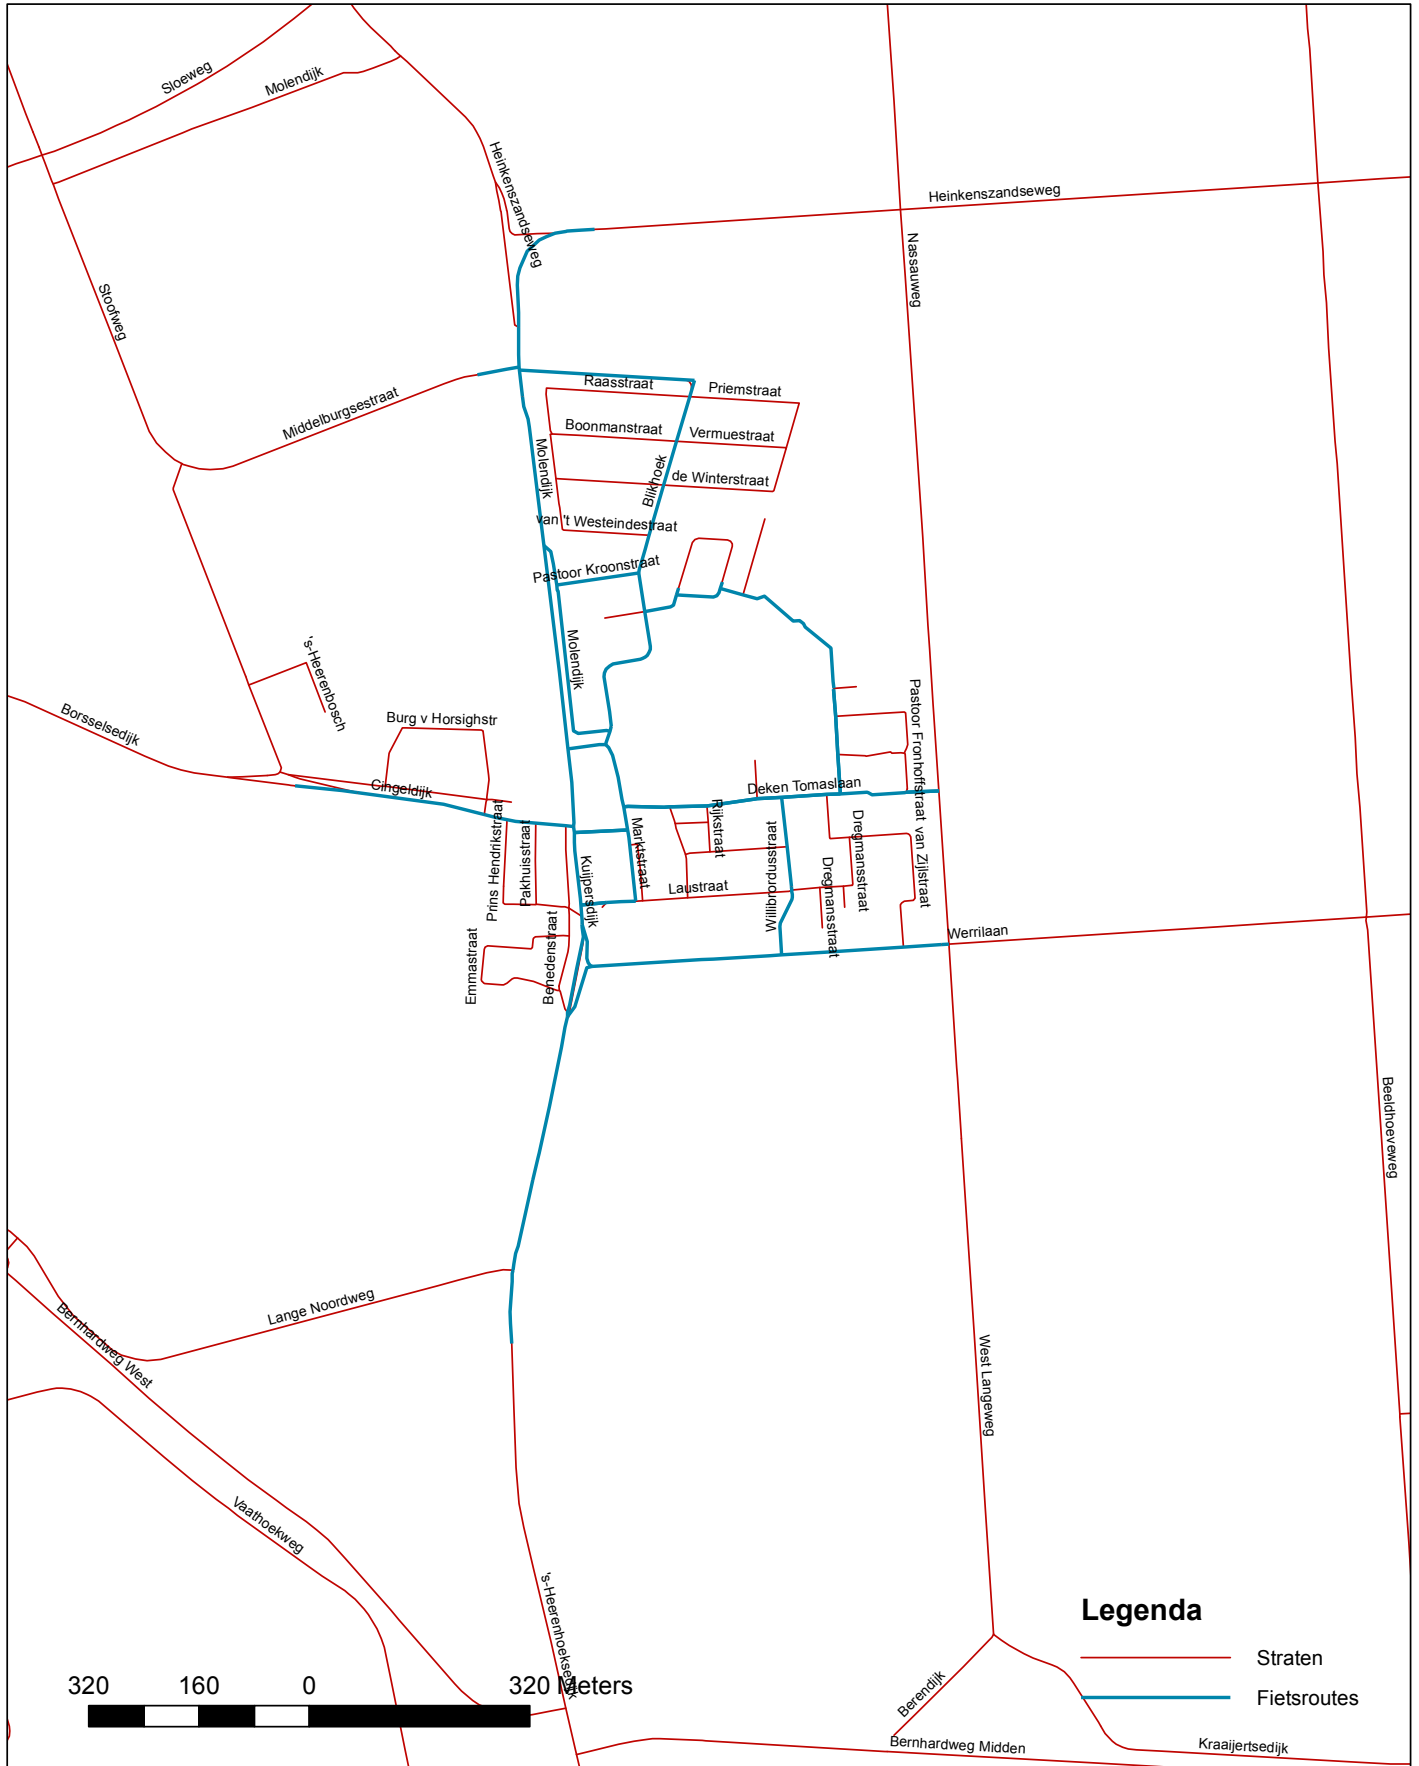 Sloeweg
Molendijk
Heinkenszandseweg
Heinkenszandseweg
Nassauweg
Stoofweg
Middelburgsestraat
Raasstraat
Priemstraat
Boonmanstraat
Vermuestraat
Molendijk
Blikhoek
de Winterstraat
van 't Westeindestraat
Pastoor Kroonstraat
Molendijk
's-Heerenbosch
Borsselsedijk
Burg v Horsighstr
Pastoor Fronhoffstraat
Cingeldijk
Deken Tomaslaan
Prins Hendrikstraat
Pakhuisstraat
Kuijpersdijk
Marktstraat
Rijkstraat
Laustraat
Willibrordusstraat
Dregmansstraat
Dregmansstraat
van Zijlstraat
Werrilaan
Emmastraat
Benedenstraat
Beeldhoeveweg
Lange Noordweg
Bernhardweg West
West Langeweg
Vaathoekweg
's-Heerenhoeksedijk
Legenda
Straten
Fietsroutes
320 160 0 320 Meters
Berendijk
Bernhardweg Midden
Kraaijertsedijk